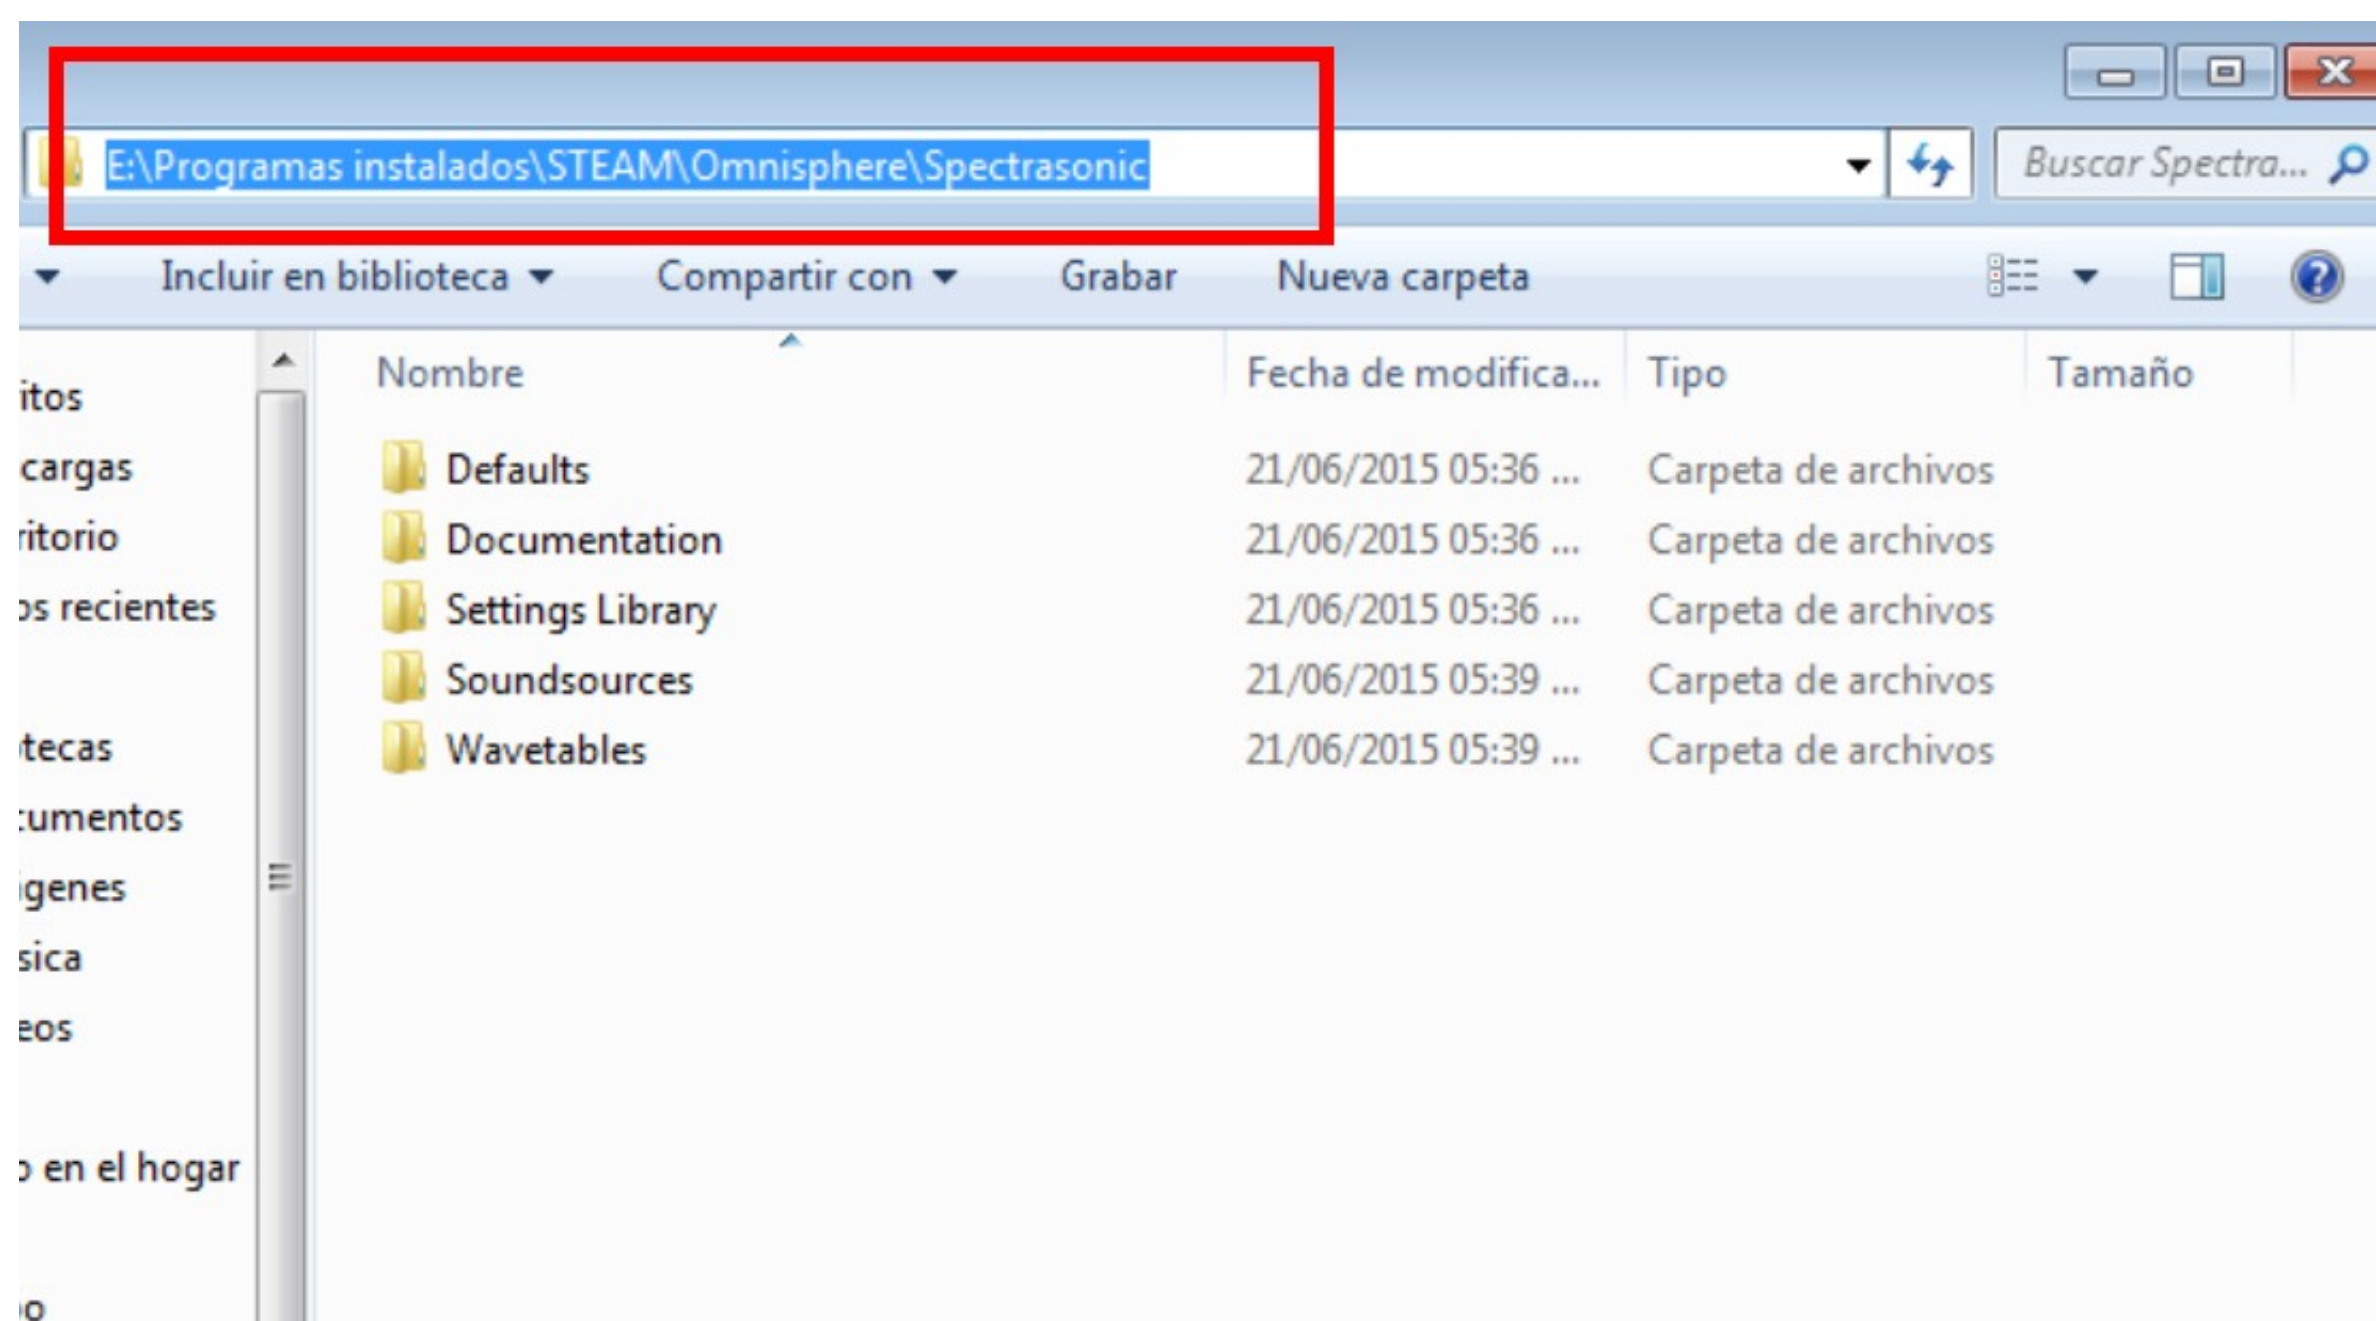 E:\Programas instalados\STEAM\Omnisphere\Spectrasonic
Buscar Spectra...
Incluir en biblioteca
Compartir con
Grabar
Nueva carpeta
Nombre
Fecha de modifica...
Tipo
Tamaño
itos
cargas
ritorio
os recientes
tecas
cumentos
genes
sica
eos
o en el hogar
Defaults 21/06/2015 05:36 ... Carpeta de archivos
Documentation 21/06/2015 05:36 ... Carpeta de archivos
Settings Library 21/06/2015 05:36 ... Carpeta de archivos
Soundsources 21/06/2015 05:39 ... Carpeta de archivos
Wavetables 21/06/2015 05:39 ... Carpeta de archivos